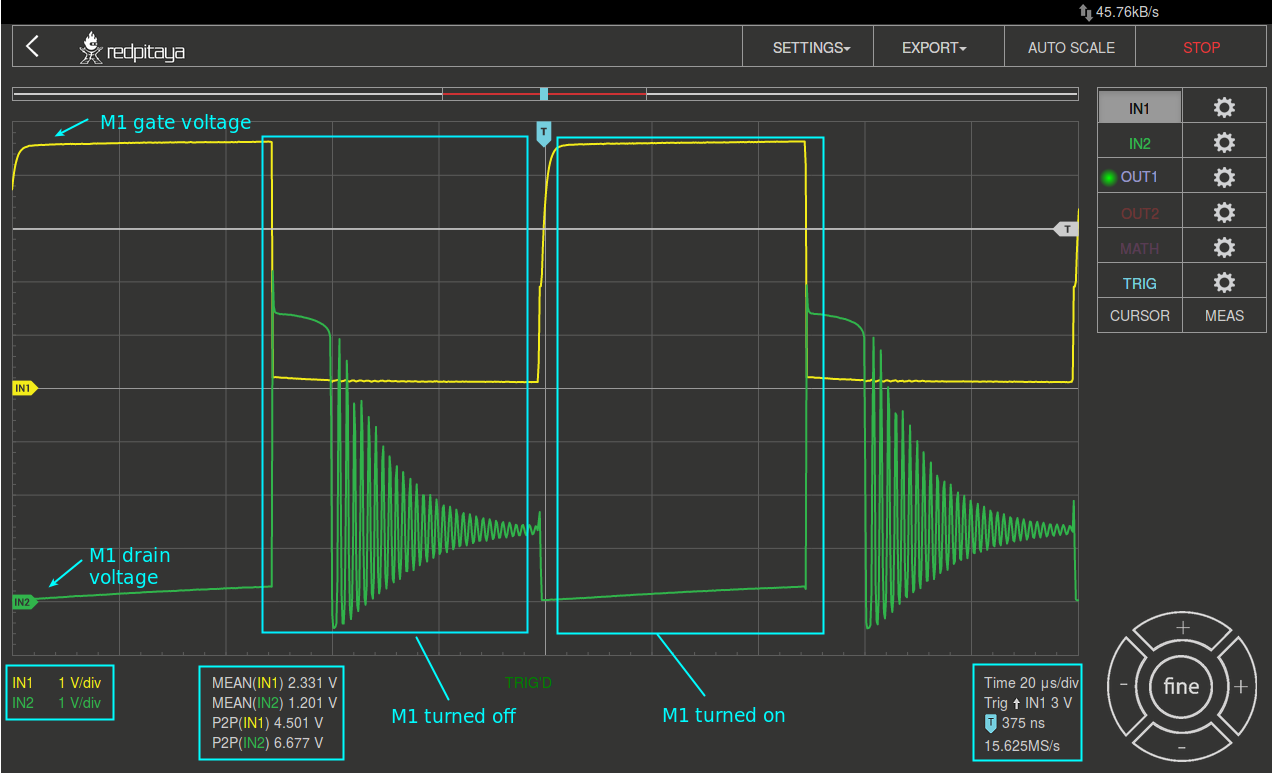 45.76kB/s
redpitaya
SETTINGS
EXPORT
AUTO SCALE
STOP
M1 gate voltage
T
IN1
IN2
OUT1
OUT2
MATH
TRIG
CURSOR
MEAS
T
IN1
M1 drain
voltage
IN2
IN1 1 V/div
IN2 1 V/div
MEAN(IN1) 2.331 V
MEAN(IN2) 1.201 V
P2P(IN1) 4.501 V
P2P(IN2) 6.677 V
TRIG'D
M1 turned off
M1 turned on
Time 20 µs/div
Trig IN1 3 V
T 375 ns
15.625MS/s
fine